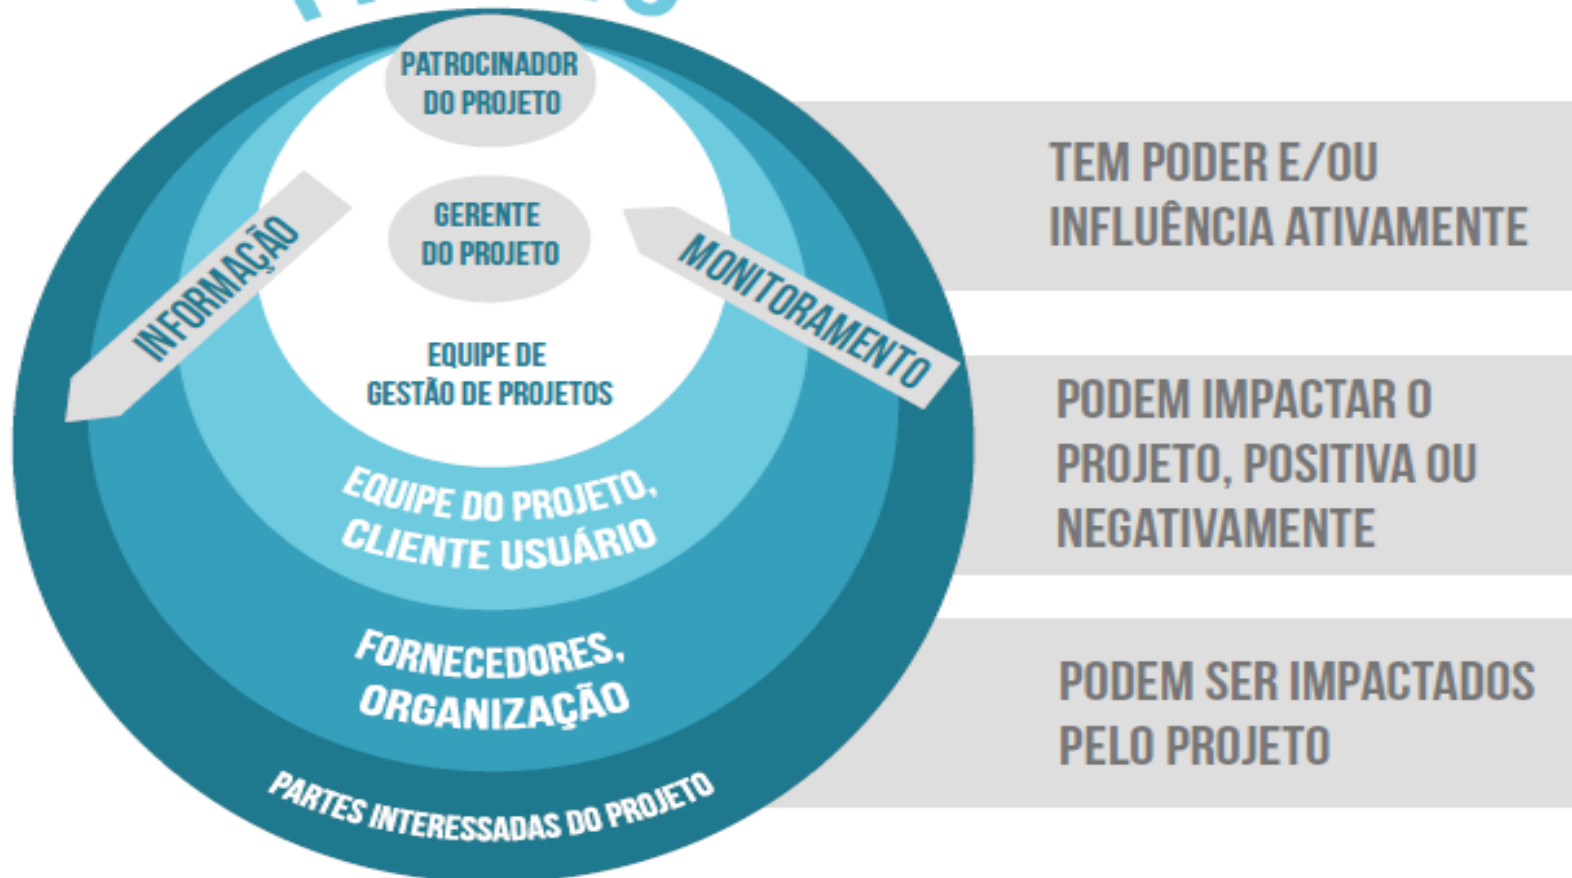 PATROCINADOR
DO PROJETO
GERENTE
DO PROJETO
INFORMAÇÃO
MONITORAMENTO
EQUIPE DE
GESTÃO DE PROJETOS
EQUIPE DO PROJETO,
CLIENTE USUÁRIO
FORNECEDORES,
ORGANIZAÇÃO
PARTES INTERESSADAS DO PROJETO
TEM PODER E/OU
INFLUÊNCIA ATIVAMENTE
PODEM IMPACTAR O
PROJETO, POSITIVA OU
NEGATIVAMENTE
PODEM SER IMPACTADOS
PELO PROJETO